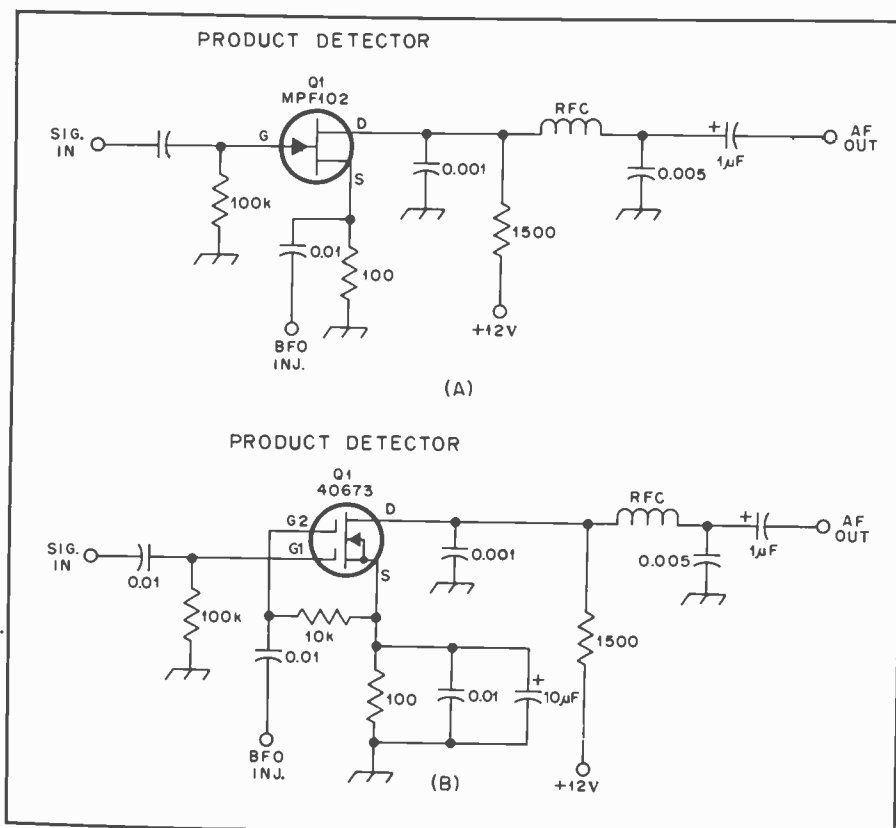 PRODUCT DETECTOR
Q1
MPF102
SIG.
IN
G
D
S
100k
0.01
100
BFO
INJ.
0.001
1500
+12V
RFC
0.005
+
1µF
AF
OUT
(A)
PRODUCT DETECTOR
Q1
40673
SIG.
IN
0.01
G2
G1
D
S
100k
10k
0.01
BFO
INJ.
100
0.01
+
10µF
0.001
1500
+12V
RFC
0.005
+
1µF
AF
OUT
(B)